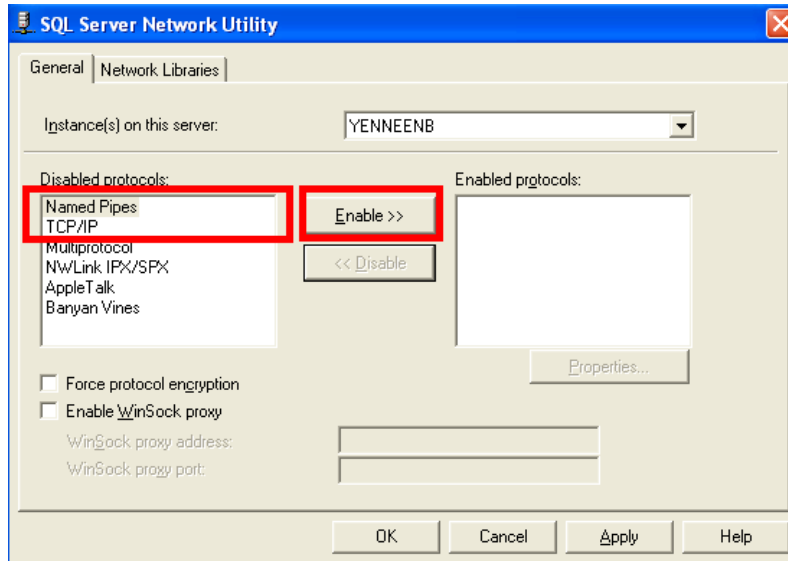 SQL Server Network Utility
General Network Libraries
Instance(s) on this server: YENNEENB
Disabled protocols: Enabled protocols:
Named Pipes
TCP/IP
Multiprotocol
NWLink IPX/SPX
AppleTalk
Banyan Vines
Enable >>
<< Disable
Properties...
Force protocol encryption
Enable WinSock proxy
WinSock proxy address:
WinSock proxy port:
OK Cancel Apply Help